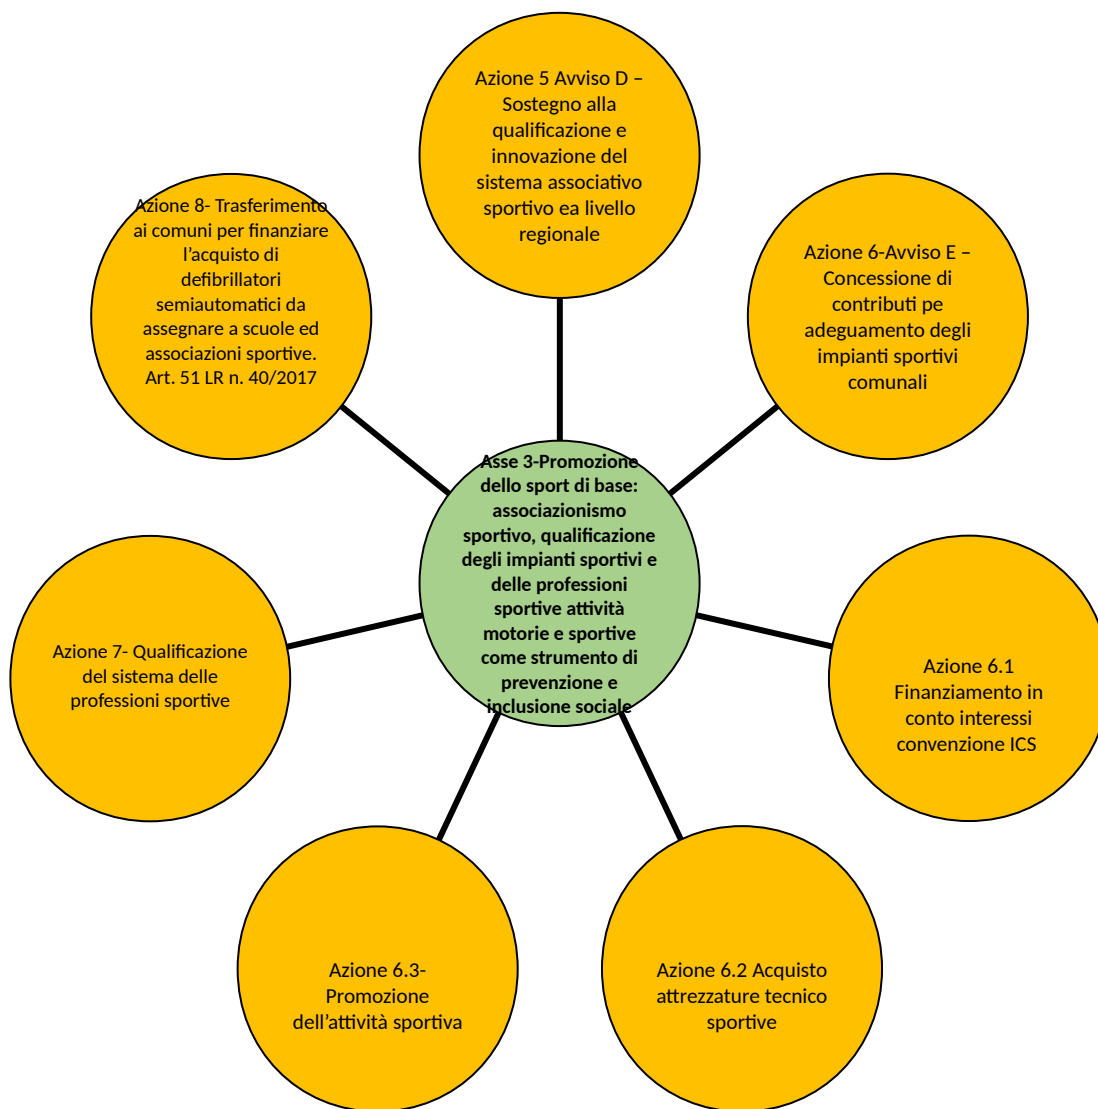 Azione 5 Avviso D –
Sostegno alla
qualificazione e
innovazione del
sistema associativo
sportivo ea livello
regionale
Azione 6-Avviso E –
Concessione di
contributi pe
adeguamento degli
impianti sportivi
comunali
Azione 6.1
Finanziamento in
conto interessi
convenzione ICS
Azione 6.2 Acquisto
attrezzature tecnico
sportive
Azione 6.3-
Promozione
dell’attività sportiva
Azione 7- Qualificazione
del sistema delle
professioni sportive
Azione 8- Trasferimento
ai comuni per finanziare
l’acquisto di
defibrillatori
semiautomatici da
assegnare a scuole ed
associazioni sportive.
Art. 51 LR n. 40/2017
Asse 3-Promozione
dello sport di base:
associazionismo
sportivo, qualificazione
degli impianti sportivi e
delle professioni
sportive attività
motorie e sportive
come strumento di
prevenzione e
inclusione sociale